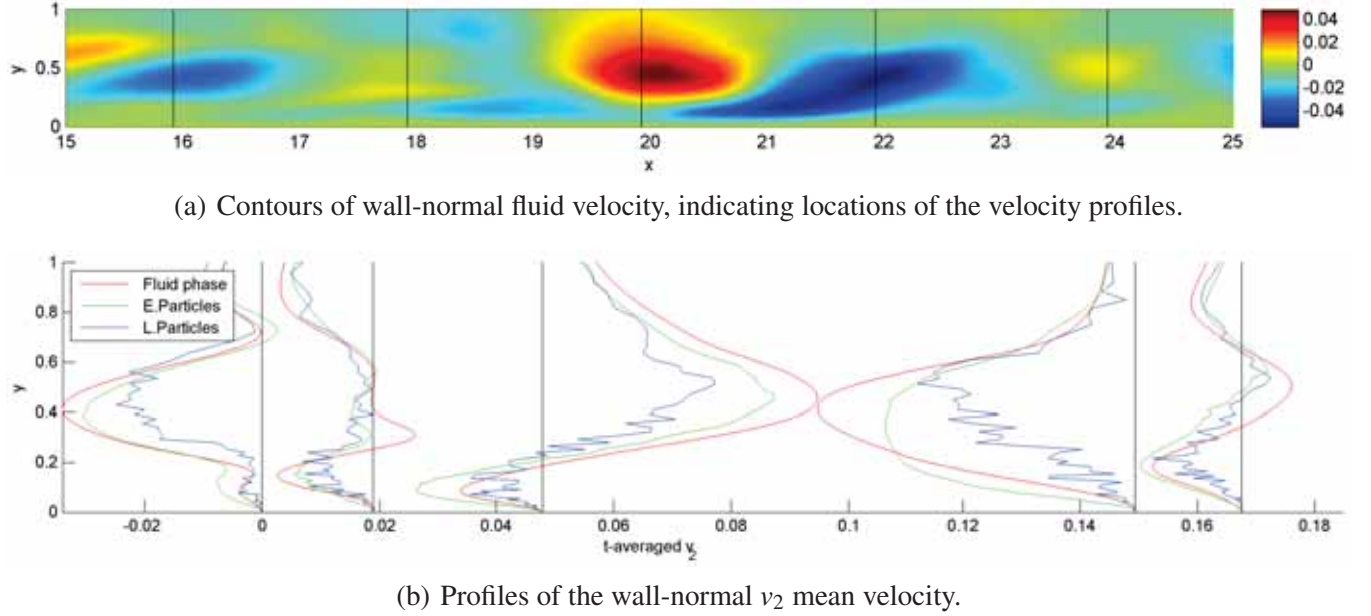 1
0.5
0
y
15 16 17 18 19 20 21 22 23 24 25
x
0.04
0.02
0
-0.02
-0.04
(a) Contours of wall-normal fluid velocity, indicating locations of the velocity profiles.
1
0.8
0.6
0.4
0.2
0
y
Fluid phase
E.Particles
L.Particles
-0.02 0 0.02 0.04 0.06 0.08 0.1 0.12 0.14 0.16 0.18
t-averaged v2
(b) Profiles of the wall-normal v2 mean velocity.